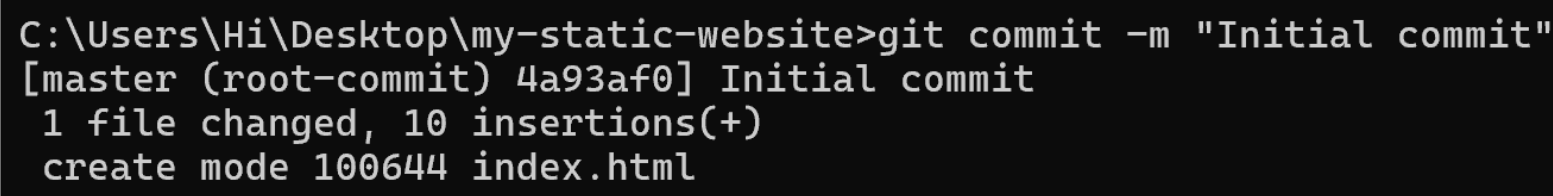 C:\Users\Hi\Desktop\my-static-website>git commit -m "Initial commit"
[master (root-commit) 4a93af0] Initial commit
 1 file changed, 10 insertions(+)
 create mode 100644 index.html